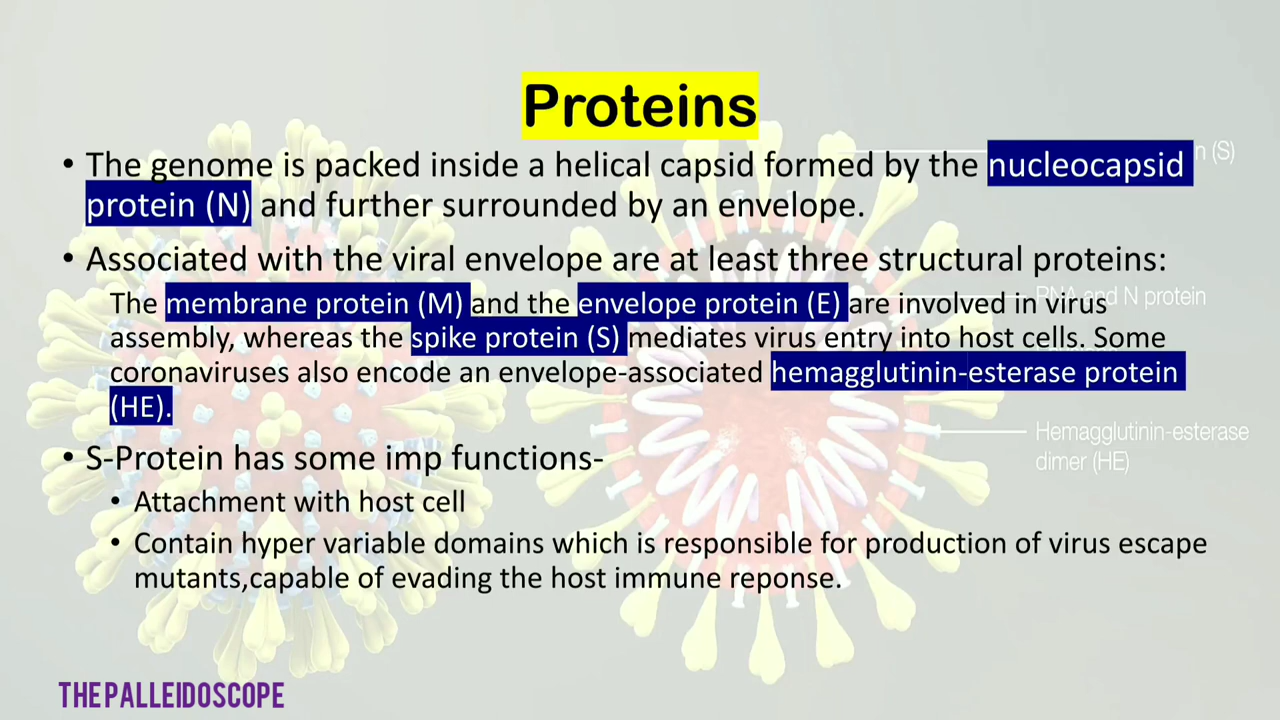 Proteins
• The genome is packed inside a helical capsid formed by the nucleocapsid
protein (N) and further surrounded by an envelope.
n (S)
• Associated with the viral envelope are at least three structural proteins:
The membrane protein (M) and the envelope protein (E) are involved in virus
assembly, whereas the spike protein (S) mediates virus entry into host cells. Some
coronaviruses also encode an envelope-associated hemagglutinin-esterase protein
(HE).
RNA and N protein
Hemagglutinin-esterase
dimer (HE)
• S-Protein has some imp functions-
• Attachment with host cell
• Contain hyper variable domains which is responsible for production of virus escape
mutants,capable of evading the host immune reponse.
THEPALLEIDOSCOPE